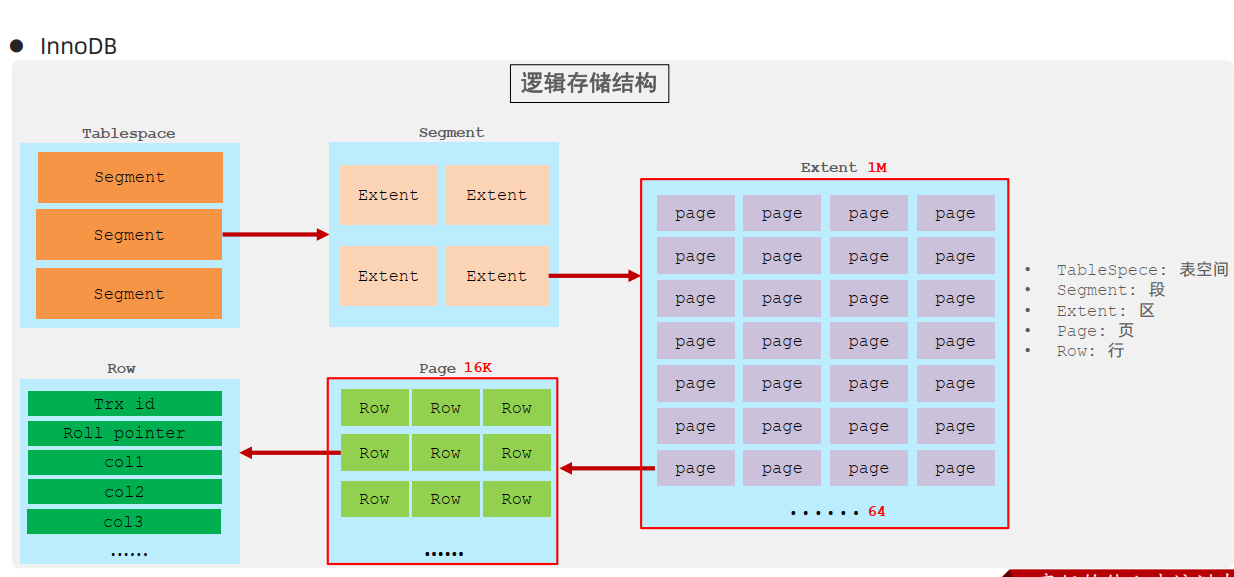 ● InnoDB
逻辑存储结构
Tablespace
Segment
Segment
Segment
Segment
Extent Extent
Extent Extent
Extent 1M
page page page page
page page page page
page page page page
page page page page
page page page page
page page page page
page page page page
...... 64
• TableSpece: 表空间
• Segment: 段
• Extent: 区
• Page: 页
• Row: 行
Row
Trx id
Roll pointer
col1
col2
col3
......
Page 16K
Row Row Row
Row Row Row
Row Row Row
......